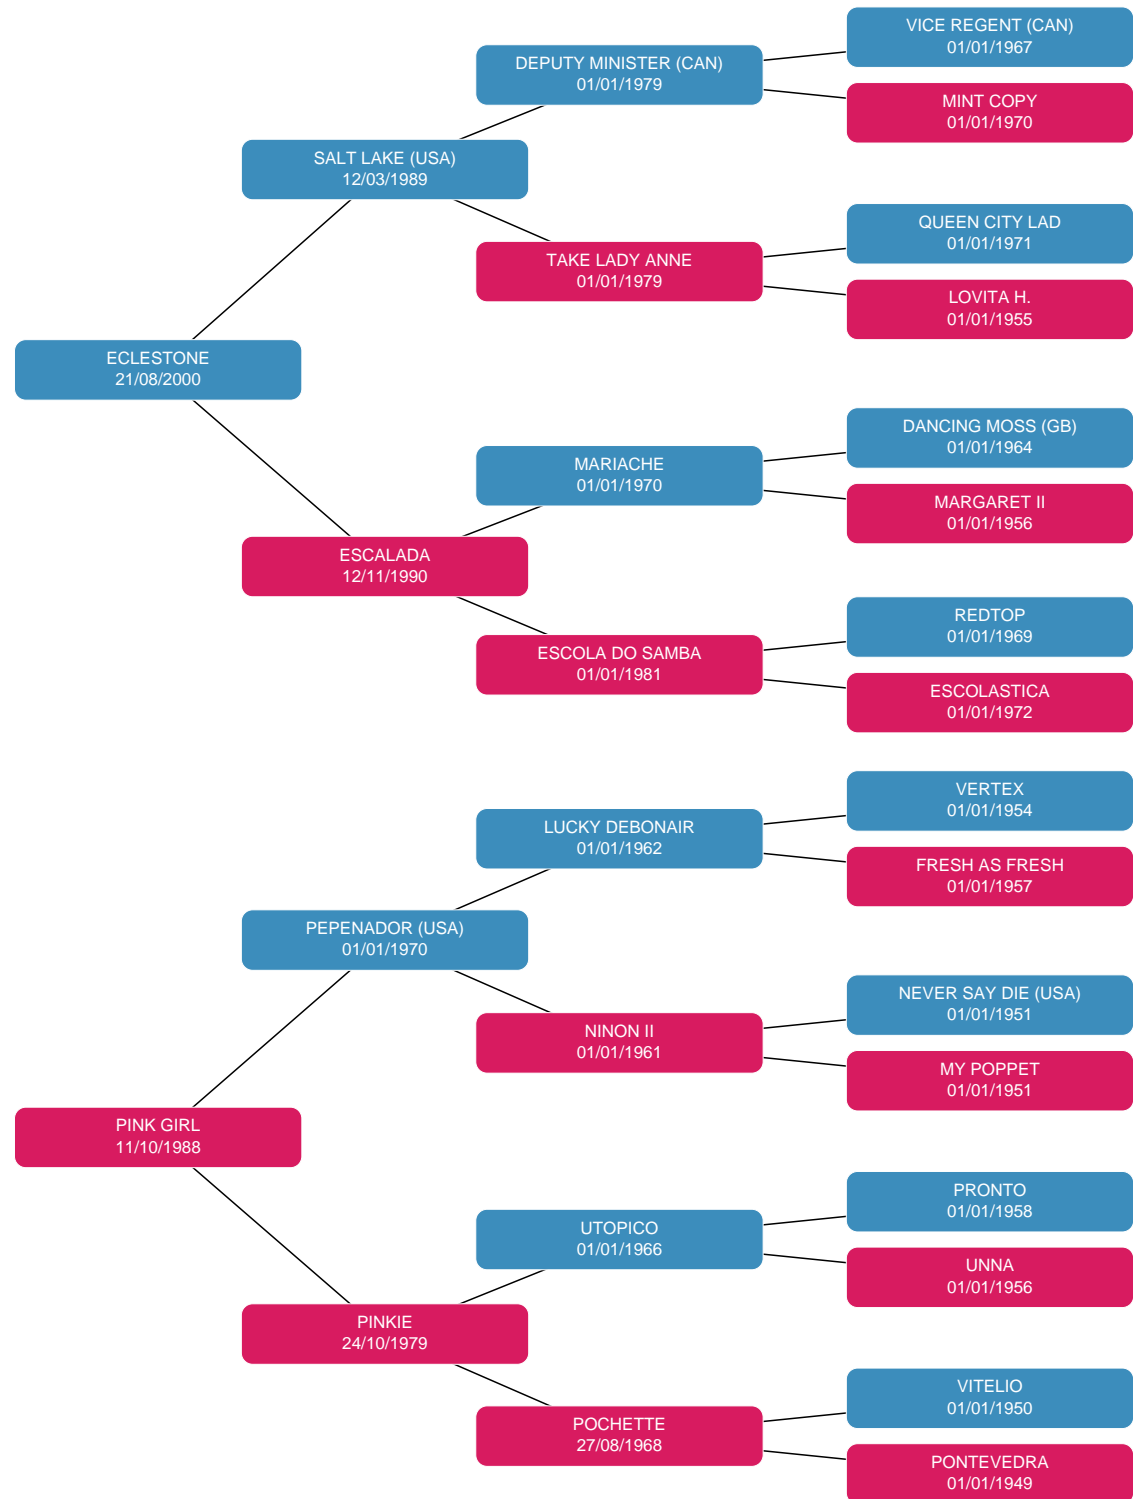 VICE REGENT (CAN)
01/01/1967
DEPUTY MINISTER (CAN)
01/01/1979
MINT COPY
01/01/1970
SALT LAKE (USA)
12/03/1989
QUEEN CITY LAD
01/01/1971
TAKE LADY ANNE
01/01/1979
LOVITA H.
01/01/1955
ECLESTONE
21/08/2000
DANCING MOSS (GB)
01/01/1964
MARIACHE
01/01/1970
MARGARET II
01/01/1956
ESCALADA
12/11/1990
REDTOP
01/01/1969
ESCOLA DO SAMBA
01/01/1981
ESCOLASTICA
01/01/1972
VERTEX
01/01/1954
LUCKY DEBONAIR
01/01/1962
FRESH AS FRESH
01/01/1957
PEPENADOR (USA)
01/01/1970
NEVER SAY DIE (USA)
01/01/1951
NINON II
01/01/1961
MY POPPET
01/01/1951
PINK GIRL
11/10/1988
PRONTO
01/01/1958
UTOPICO
01/01/1966
UNNA
01/01/1956
PINKIE
24/10/1979
VITELIO
01/01/1950
POCHETTE
27/08/1968
PONTEVEDRA
01/01/1949